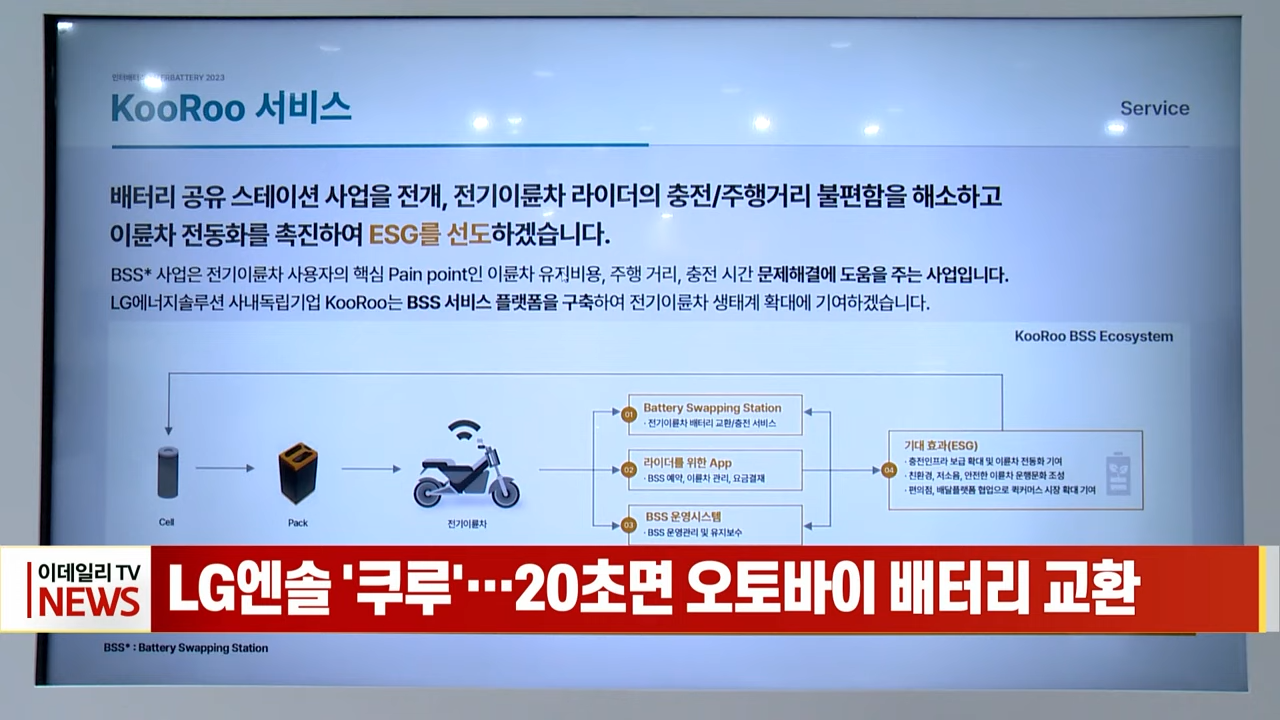 KooRoo 서비스
Service
배터리 공유 스테이션 사업을 전개, 전기이륜차 라이더의 충전/주행거리 불편함을 해소하고
이륜차 전동화를 촉진하여 ESG를 선도하겠습니다.
BSS* 사업은 전기이륜차 사용자의 핵심 Pain point인 이륜차 유지비용, 주행 거리, 충전 시간 문제해결에 도움을 주는 사업입니다.
LG에너지솔루션 사내독립기업 KooRoo는 BSS 서비스 플랫폼을 구축하여 전기이륜차 생태계 확대에 기여하겠습니다.
KooRoo BSS Ecosystem
Cell
Pack
전기이륜차
01 Battery Swapping Station
· 전기이륜차 배터리 교환/충전 서비스
02 라이더를 위한 App
· BSS 예약, 이륜차 관리, 요금결제
03 BSS 운영시스템
· BSS 운영관리 및 유지보수
04 기대 효과(ESG)
· 충전인프라 보급 확대 및 이륜차 전동화 기여
· 친환경, 저소음, 안전한 이륜차 운행문화 조성
· 편의점, 배달플랫폼 협업으로 퀵커머스 시장 확대 기여
이데일리 TV
NEWS
LG엔솔 '쿠루'…20초면 오토바이 배터리 교환
BSS* : Battery Swapping Station